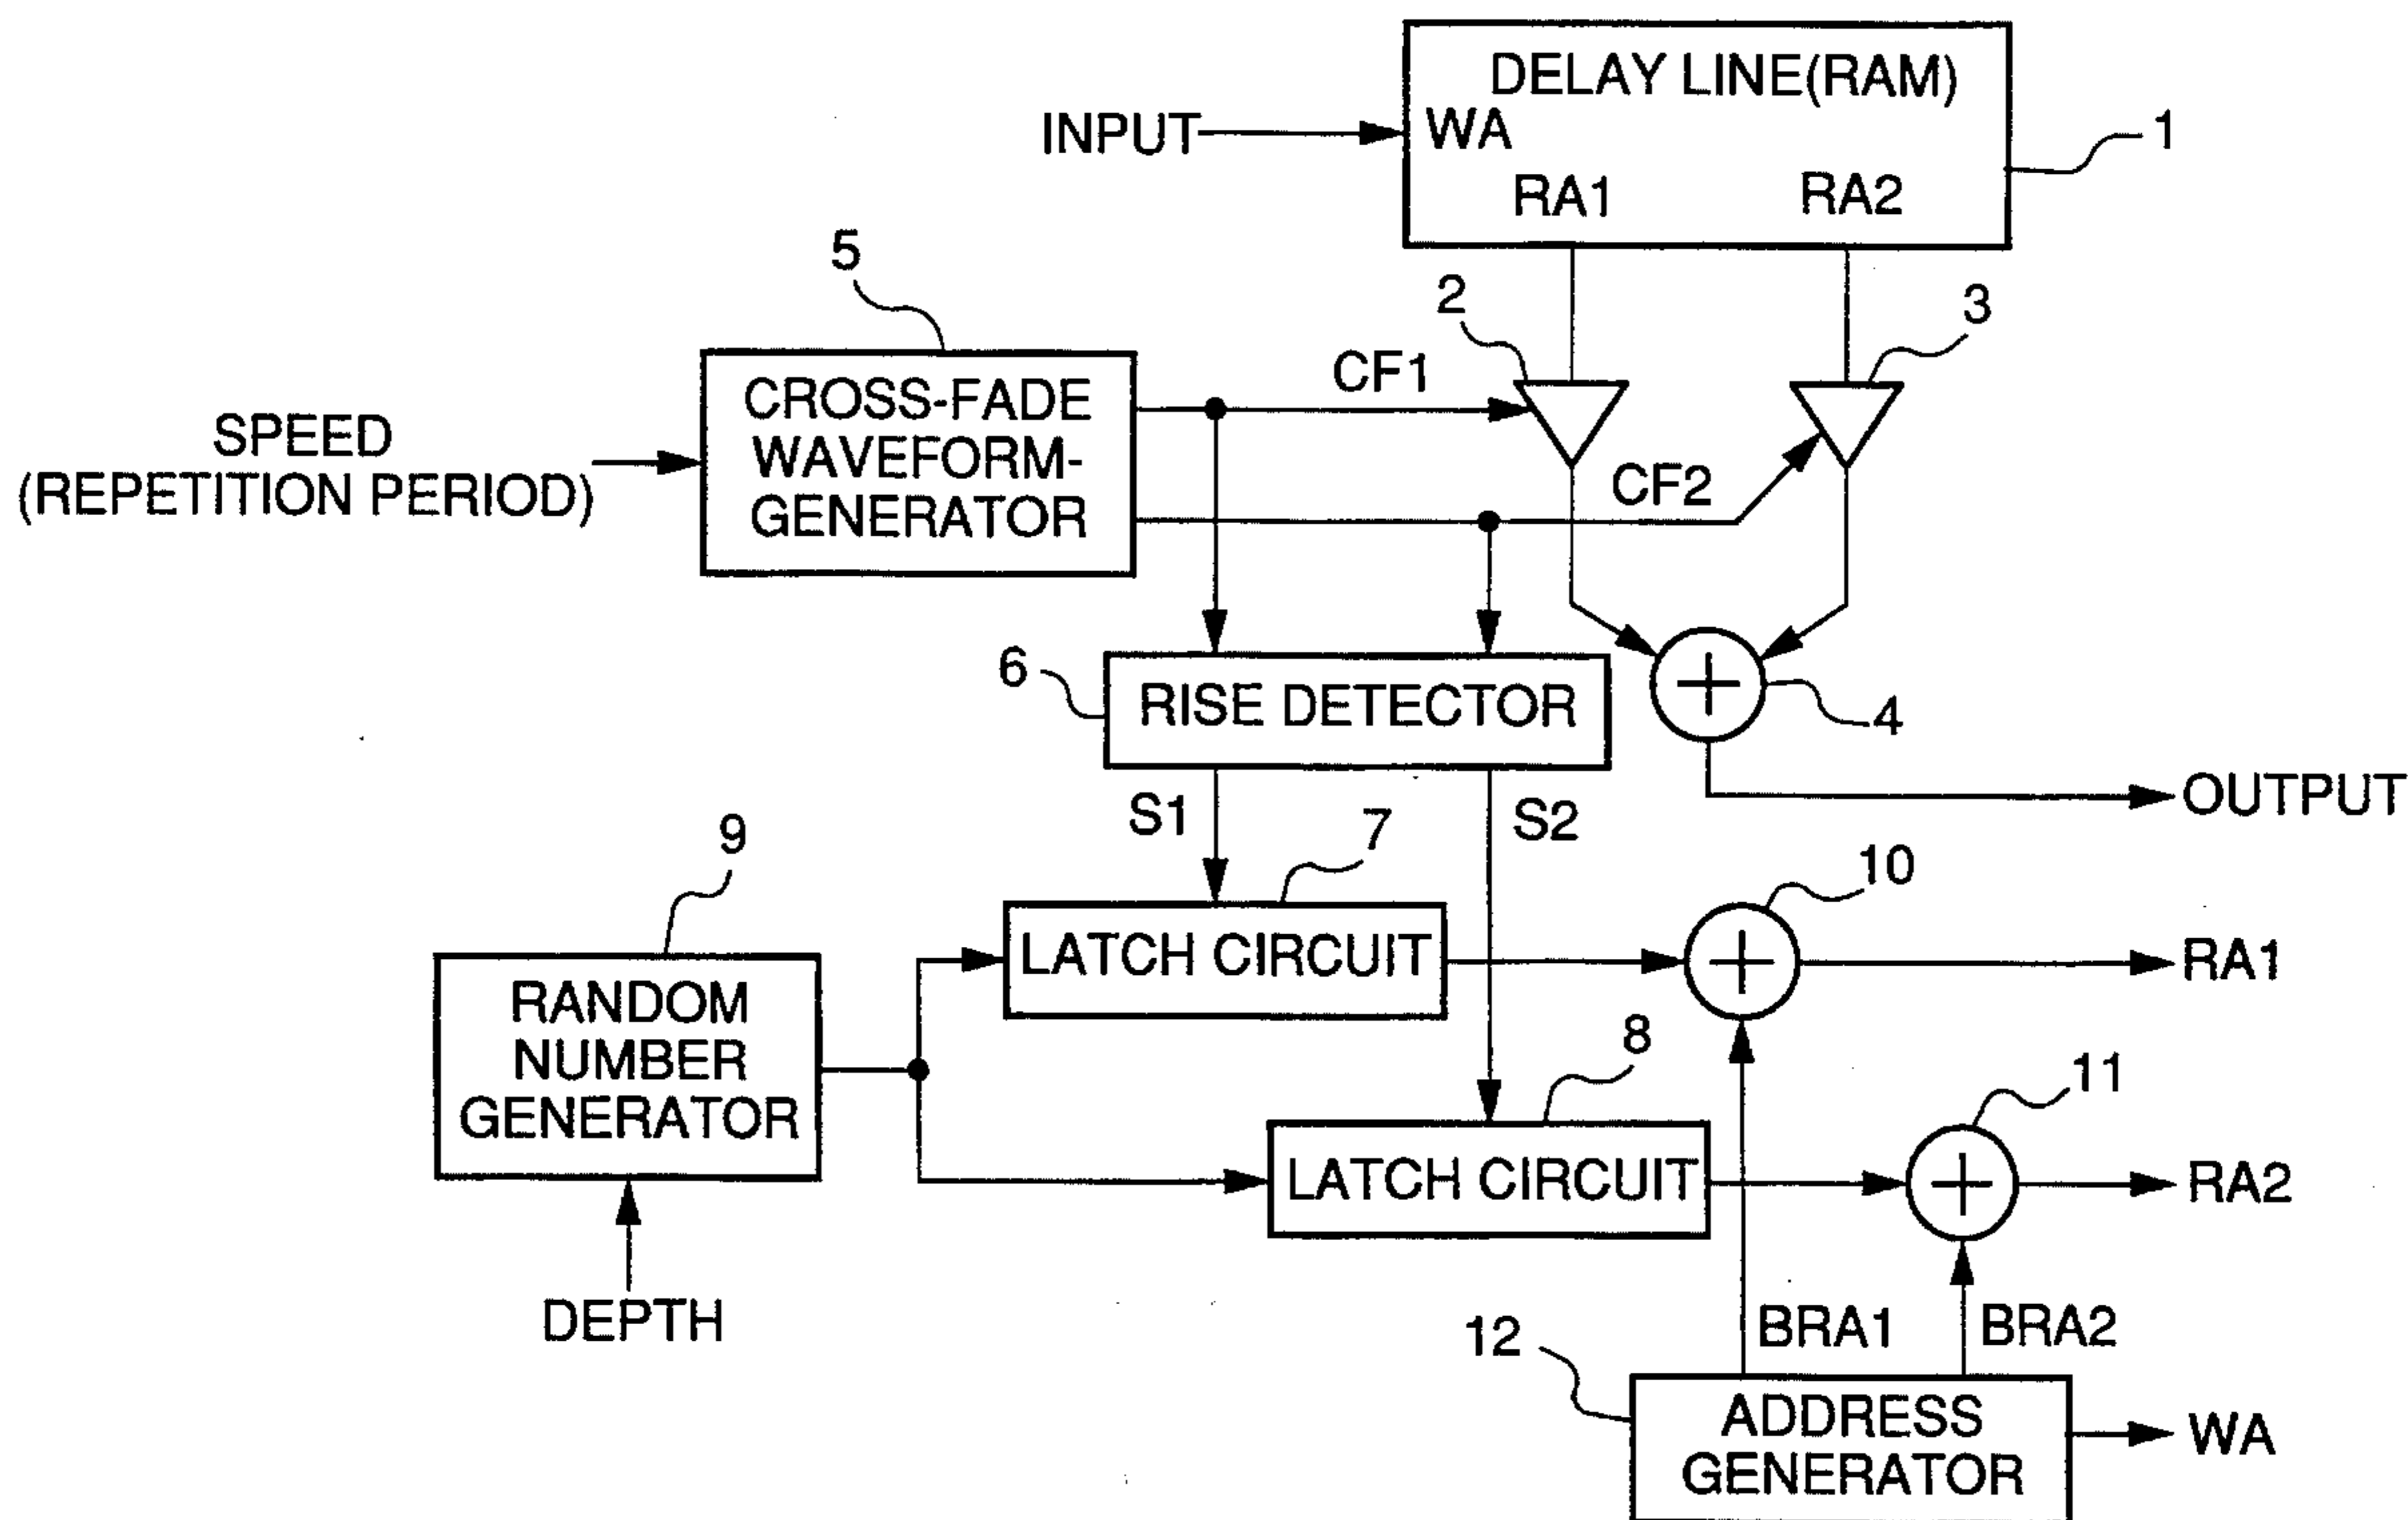 DELAY LINE(RAM)
INPUT
WA
1
RA1
RA2
5
2
3
CROSS-FADE
WAVEFORM-
GENERATOR
CF1
SPEED
(REPETITION PERIOD)
CF2
6
RISE DETECTOR
4
S1
S2
OUTPUT
9
7
10
LATCH CIRCUIT
RA1
RANDOM
NUMBER
GENERATOR
8
11
LATCH CIRCUIT
RA2
DEPTH
12
BRA1
BRA2
ADDRESS
GENERATOR
WA